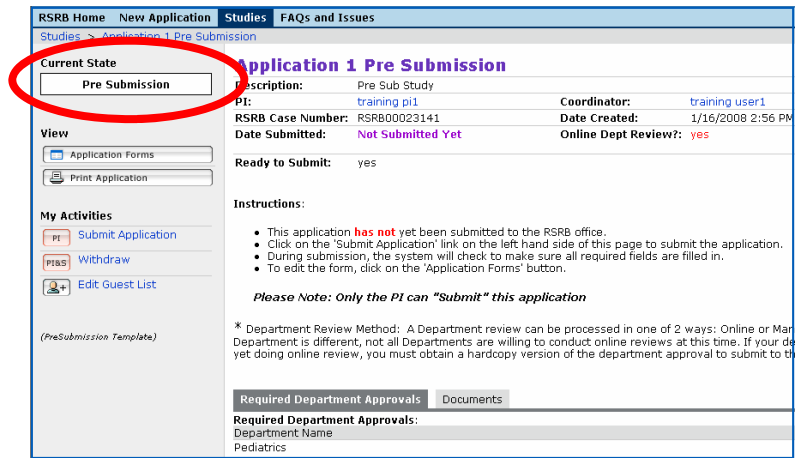 RSRB Home New Application Studies FAQs and Issues
Studies > Application 1 Pre Submission
Current State
Pre Submission
View
Application Forms
Print Application
My Activities
PI Submit Application
PI&S Withdraw
Edit Guest List
(PreSubmission Template)
Application 1 Pre Submission
Description: Pre Sub Study
PI: training pi1 Coordinator: training user1
RSRB Case Number: RSRB00023141 Date Created: 1/16/2008 2:56 PM
Date Submitted: Not Submitted Yet Online Dept Review?: yes
Ready to Submit: yes
Instructions:
• This application has not yet been submitted to the RSRB office.
• Click on the 'Submit Application' link on the left hand side of this page to submit the application.
• During submission, the system will check to make sure all required fields are filled in.
• To edit the form, click on the 'Application Forms' button.
Please Note: Only the PI can "Submit" this application
* Department Review Method: A Department review can be processed in one of 2 ways: Online or Man
Department is different, not all Departments are willing to conduct online reviews at this time. If your de
yet doing online review, you must obtain a hardcopy version of the department approval to submit to th
Required Department Approvals Documents
Required Department Approvals:
Department Name
Pediatrics